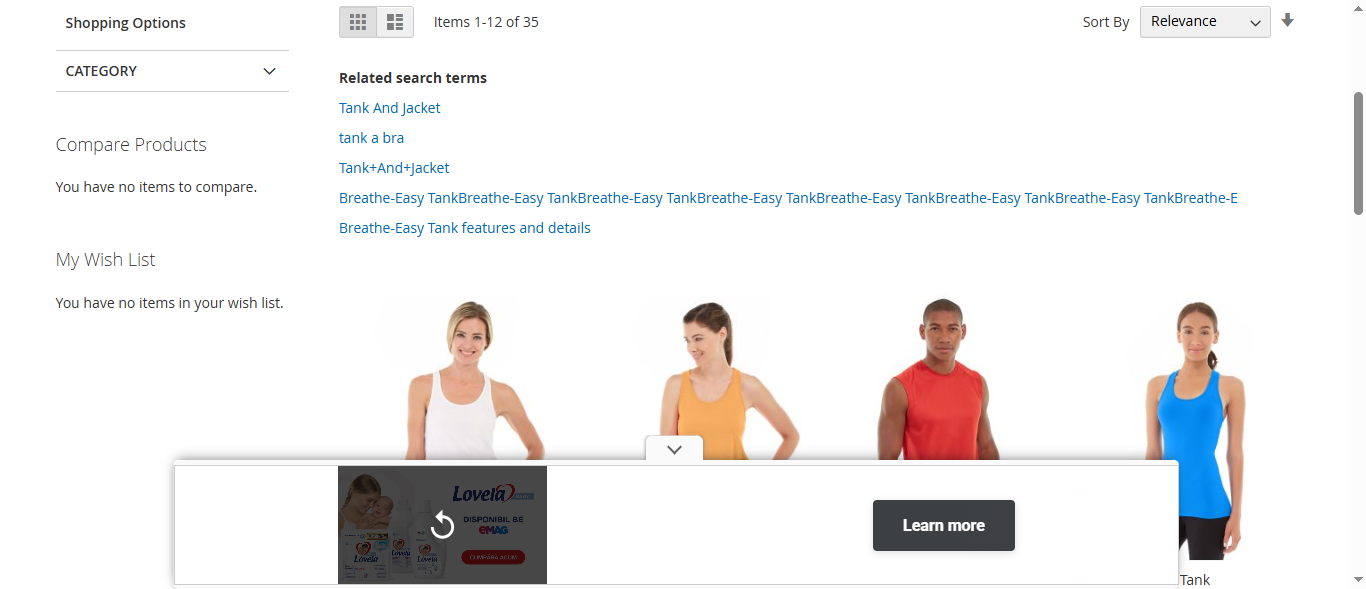 Shopping Options
Items 1-12 of 35
Sort By
Relevance
CATEGORY
Related search terms
Tank And Jacket
tank a bra
Tank+And+Jacket
Breathe-Easy TankBreathe-Easy TankBreathe-Easy TankBreathe-Easy TankBreathe-Easy TankBreathe-Easy TankBreathe-Easy TankBreathe-E
Breathe-Easy Tank features and details
Compare Products
You have no items to compare.
My Wish List
You have no items in your wish list.
Lovela
DISPONIBIL BE
eMAG
CUMPĂRĂ ACUM
Learn more
Tank